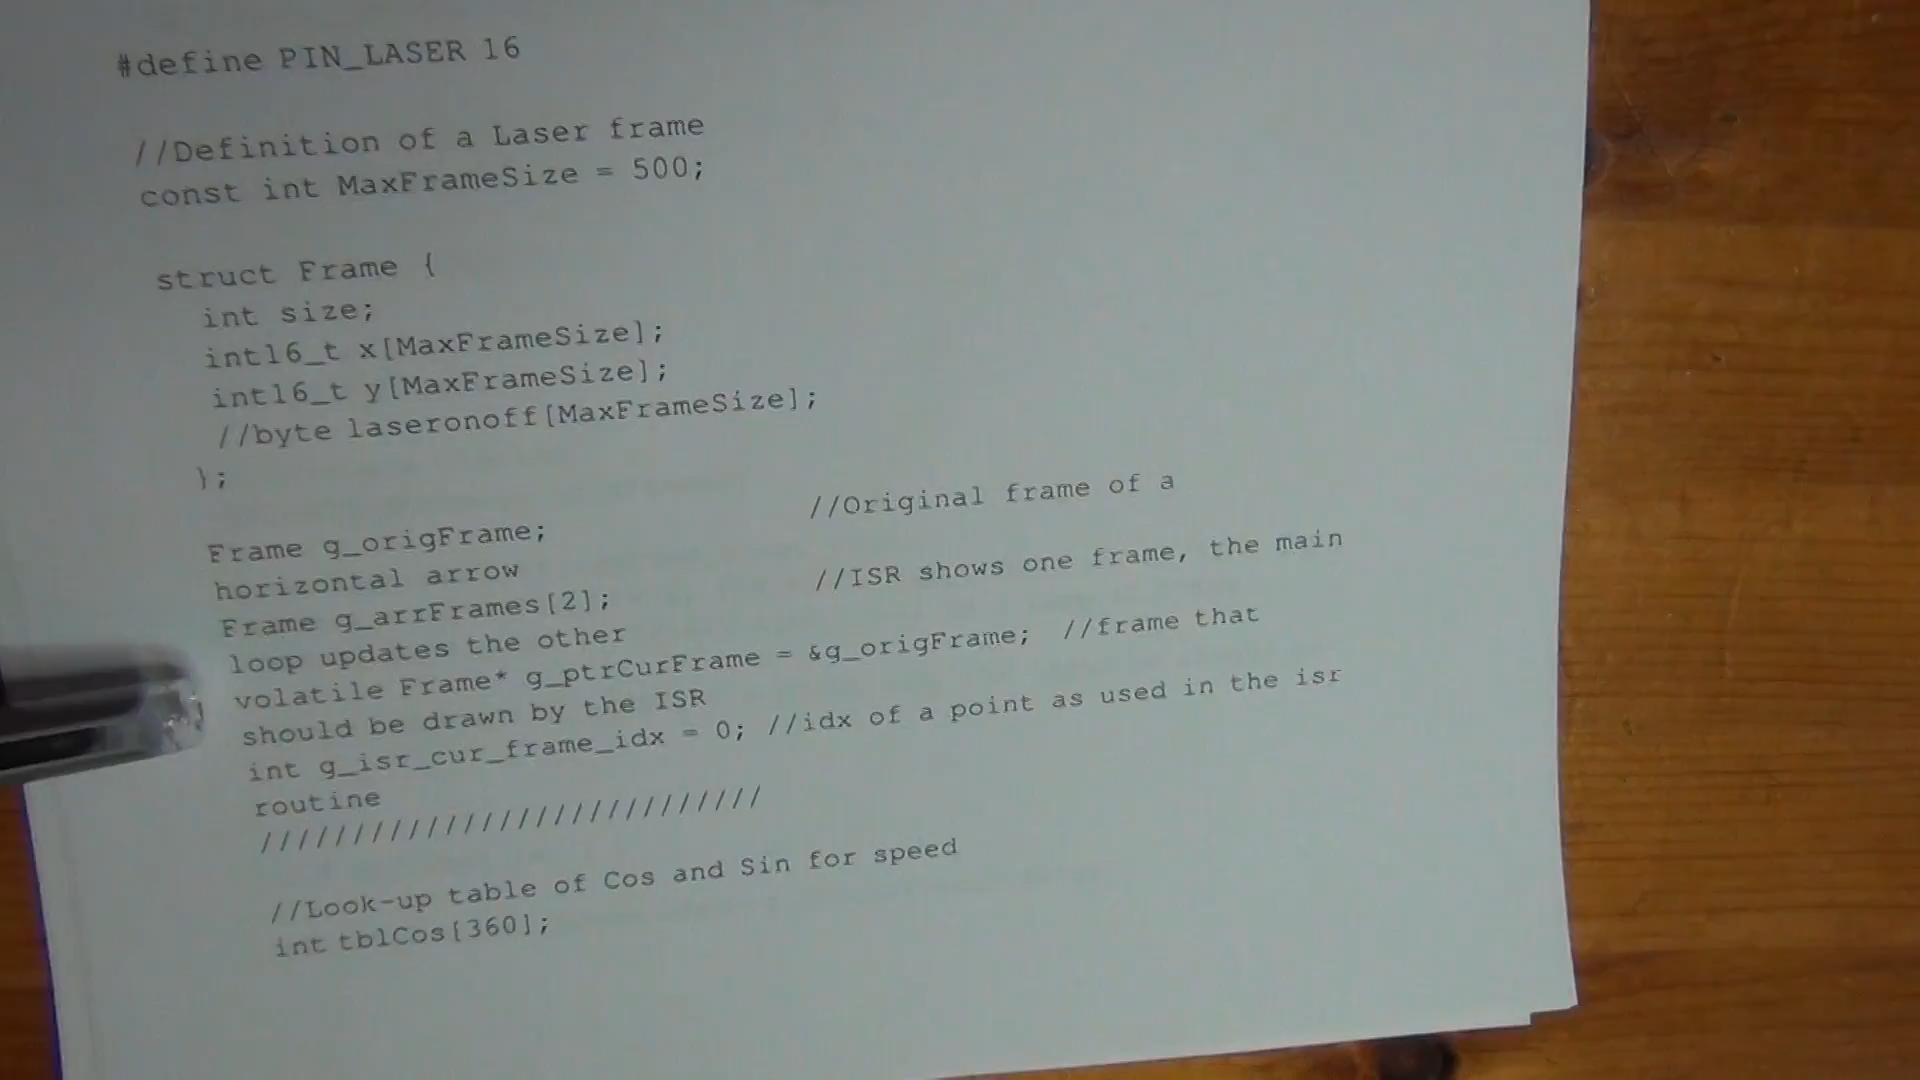 #define PIN_LASER 16
//Definition of a Laser frame
const int MaxFrameSize = 500;
struct Frame {
int size;
int16_t x[MaxFrameSize];
int16_t y[MaxFrameSize];
//byte laseronoff[MaxFrameSize];
};
Frame g_origFrame; //Original frame of a
horizontal arrow
Frame g_arrFrames[2]; //ISR shows one frame, the main
loop updates the other
volatile Frame* g_ptrCurFrame = &g_origFrame; //frame that
should be drawn by the ISR
int g_isr_cur_frame_idx = 0; //idx of a point as used in the isr
routine
///////////////////////////
//Look-up table of Cos and Sin for speed
int tblCos[360];